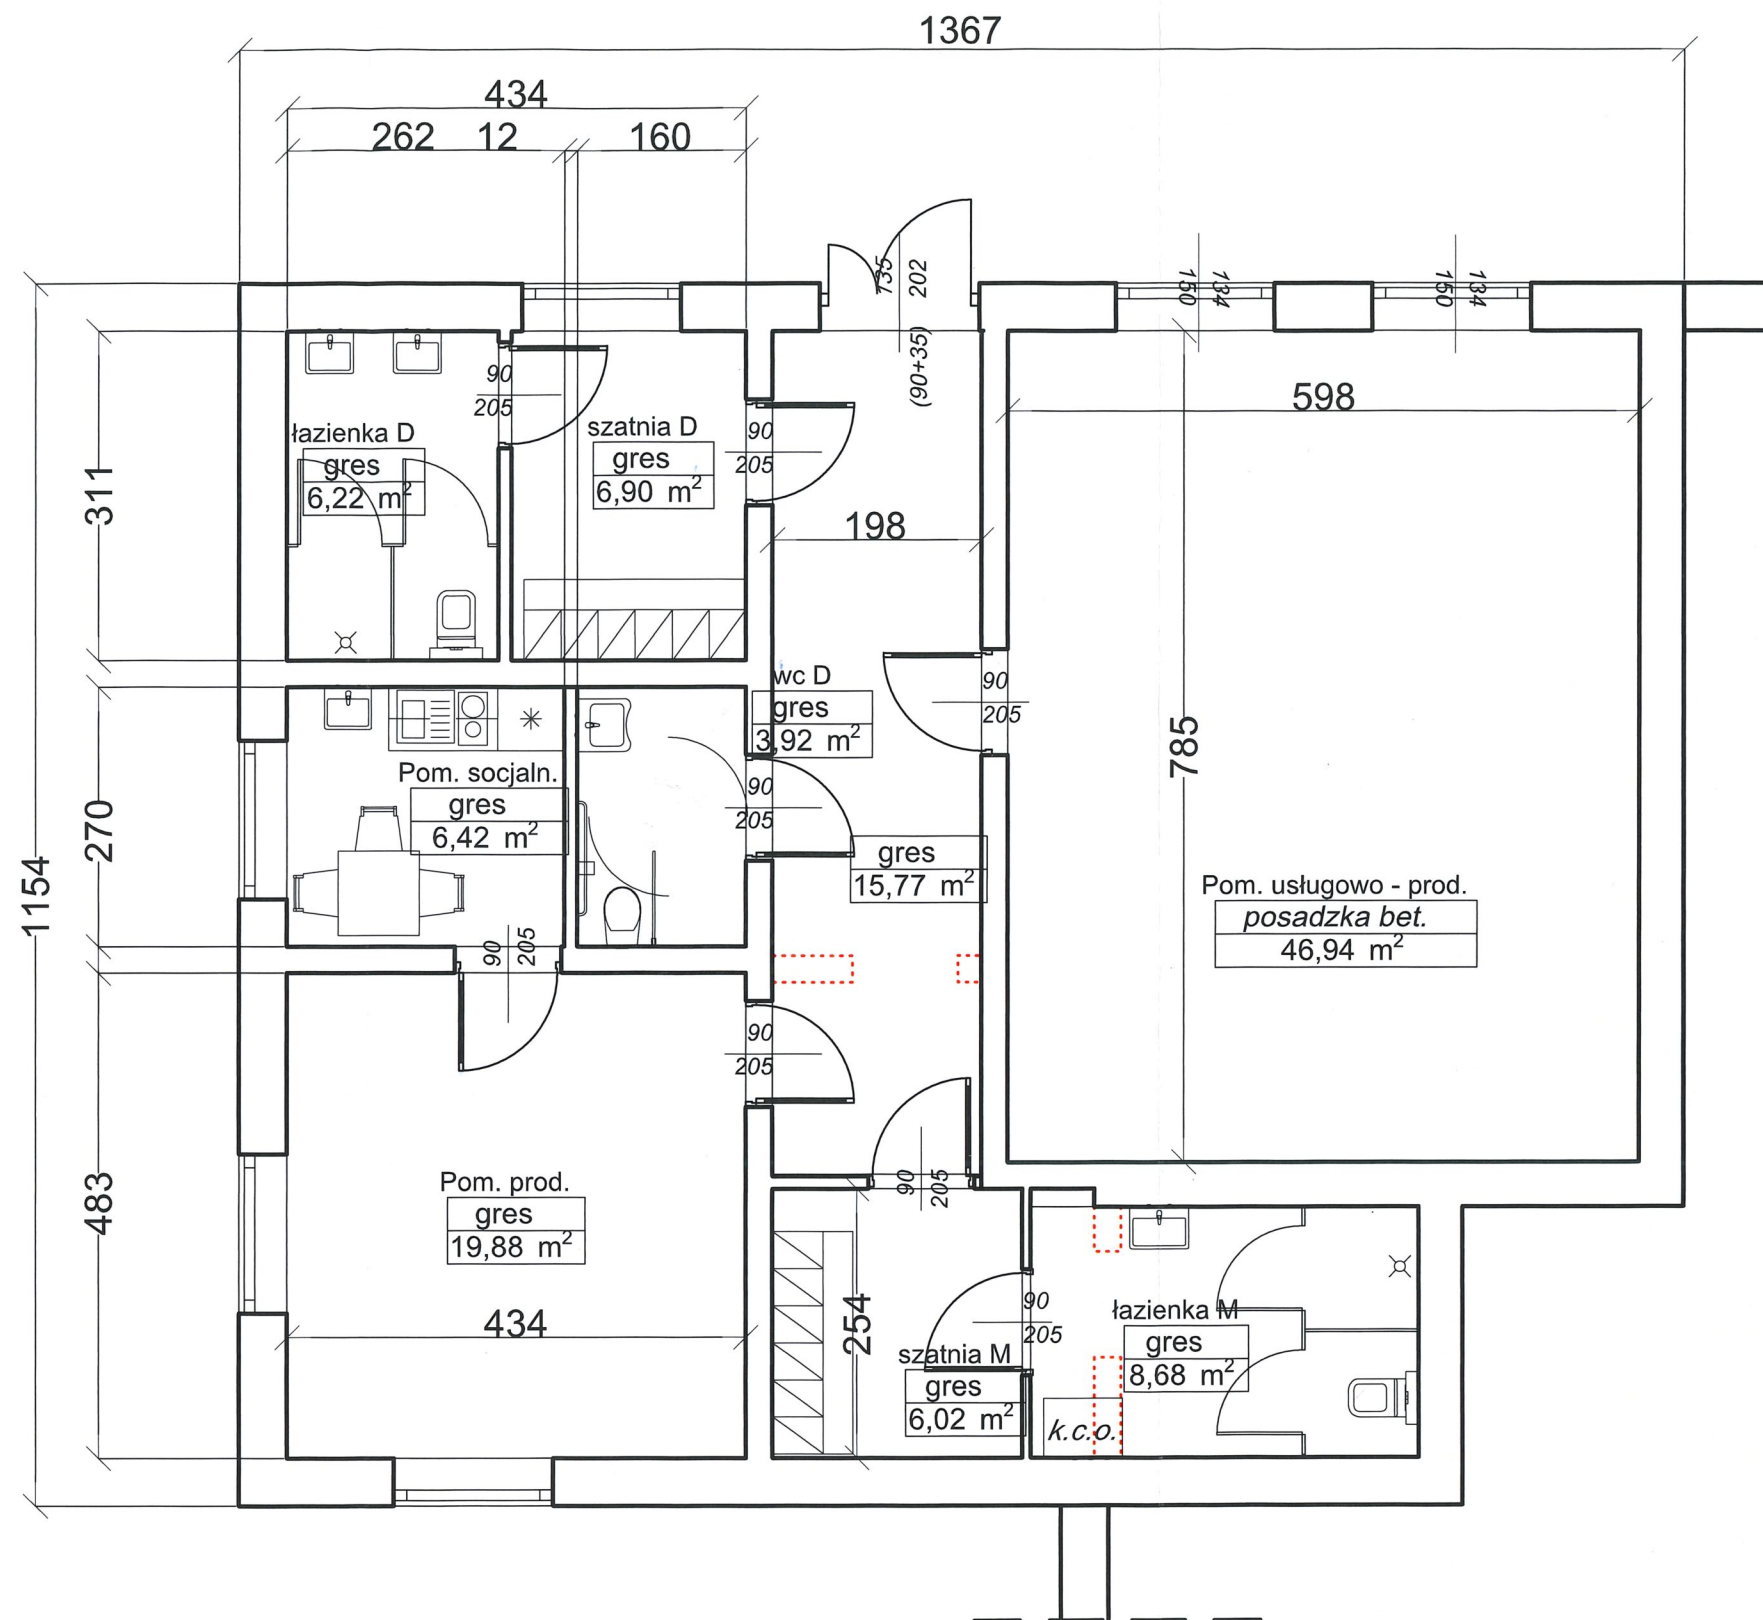 1367
434
262 12 160
135
202
(90+35)
150
134
150
134
598
90
205
łazienka D
gres
6,22 m²
szatnia D
gres
6,90 m²
90
205
311
198
wc D
gres
3,92 m²
90
205
785
Pom. socjaln.
gres
6,42 m²
90
205
270
1154
gres
15,77 m²
Pom. usługowo - prod.
posadzka bet.
46,94 m²
90
205
90
205
483
Pom. prod.
gres
19,88 m²
434
90
205
254
szatnia M
gres
6,02 m²
90
205
łazienka M
gres
8,68 m²
k.c.o.